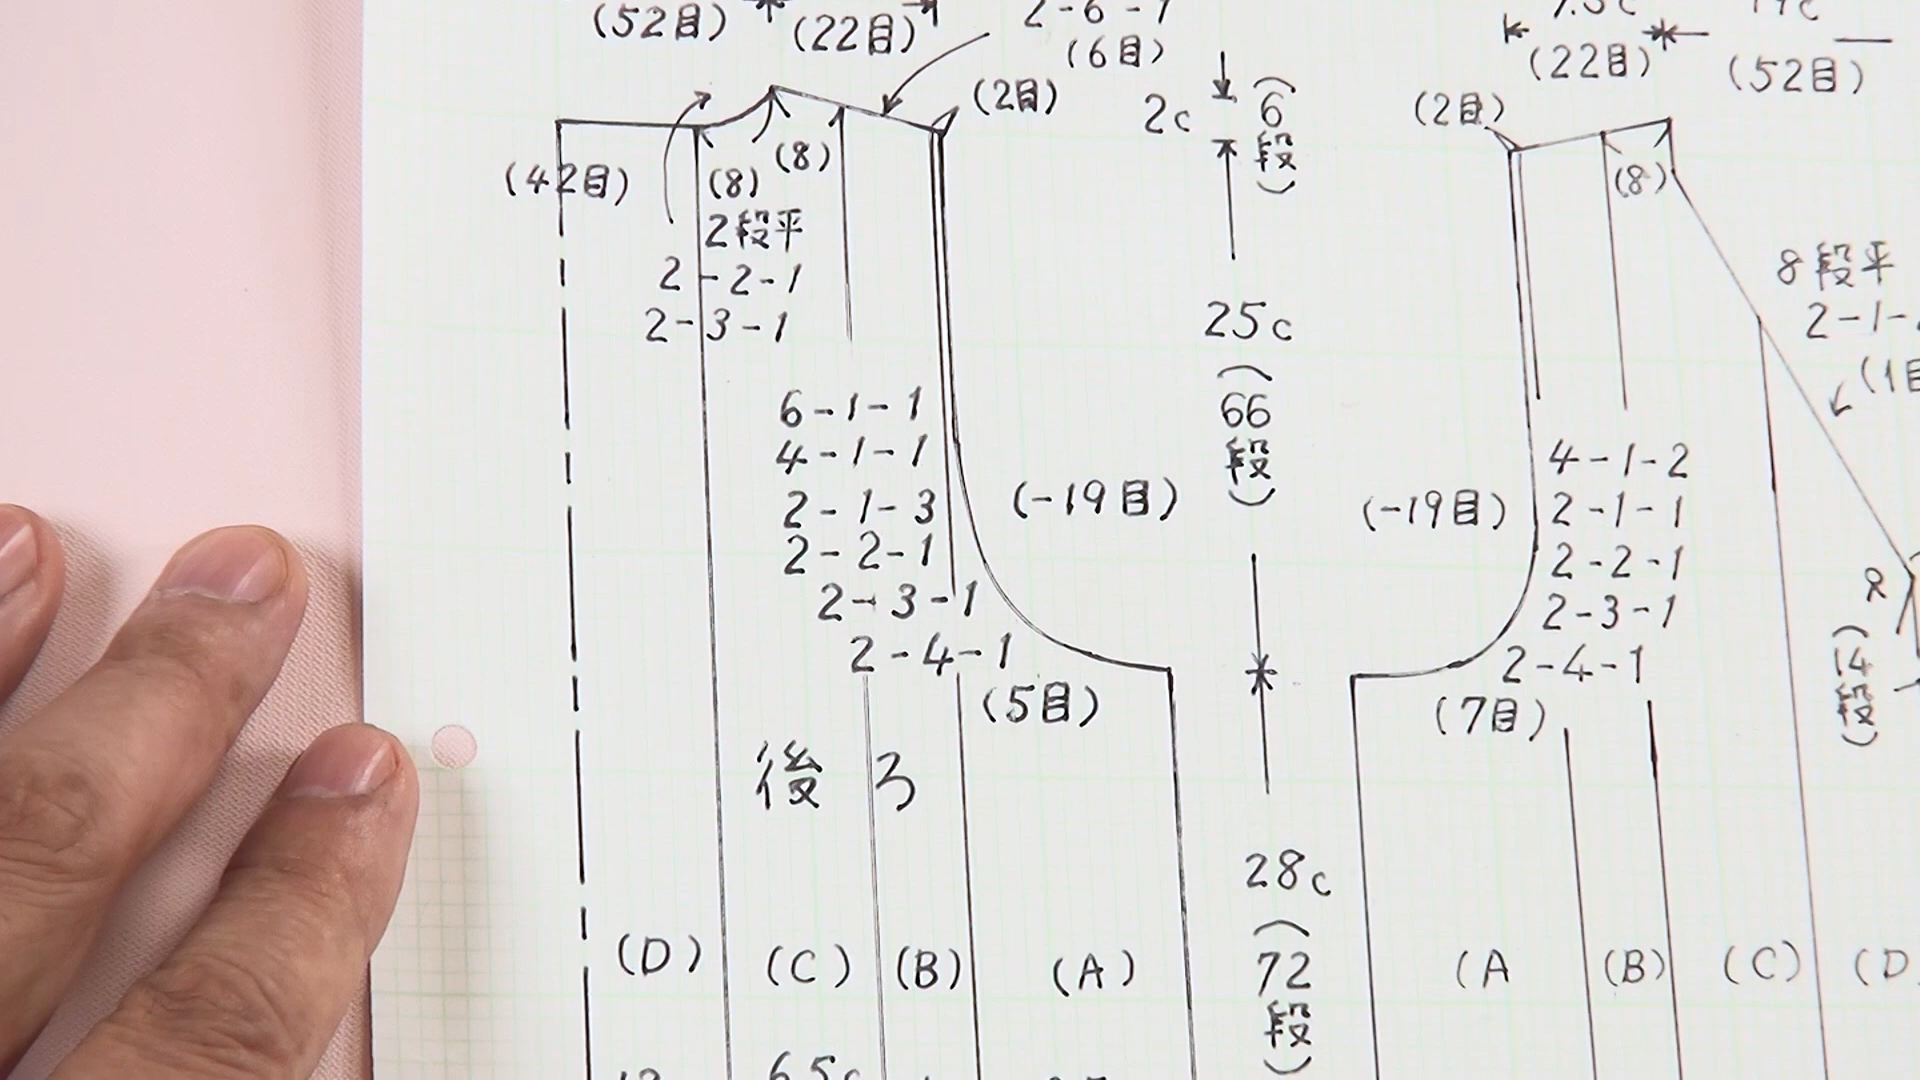 (52目)
(22目)
2-6-1
(6目)
(2目)
2c
(6段)
(42目)
(8)
(8)
2段平
2-2-1
2-3-1
25c
(66段)
6-1-1
4-1-1
2-1-3
2-2-1
2-3-1
2-4-1
(5目)
(-19目)
後ろ
28c
(72段)
(D)
(C)
(B)
(A)
(22目)
(52目)
(2目)
(8)
8段平
2-1-
(-19目)
4-1-2
2-1-1
2-2-1
2-3-1
2-4-1
(7目)
(14段)
(A
(B)
(C)
(D